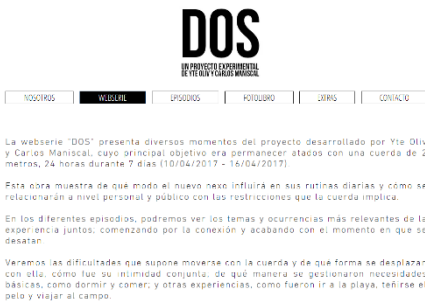 DOS
UN PROYECTO EXPERIMENTAL
DE YTE OLIV Y CARLOS MANISCAL
NOSOTROS WEBSERIE EPISODIOS FOTOLIBRO EXTRAS CONTACTO
La webserie "DOS" presenta diversos momentos del proyecto desarrollado por Yte Oliv
y Carlos Maniscal, cuyo principal objetivo era permanecer atados con una cuerda de 2
metros, 24 horas durante 7 días (10/04/2017 - 16/04/2017).
Esta obra muestra de qué modo el nuevo nexo influirá en sus rutinas diarias y cómo se
relacionarán a nivel personal y público con las restricciones que la cuerda implica.
En los diferentes episodios, podremos ver los temas y ocurrencias más relevantes de la
experiencia juntos; comenzando por la conexión y acabando con el momento en que se
desatan.
Veremos las dificultades que supone moverse con la cuerda y de qué forma se desplazan
con ella, cómo fue su intimidad conjunta, de qué manera se gestionaron necesidades
básicas, como dormir y comer; y otras experiencias, como fueron ir a la playa, teñirse el
pelo y viajar al campo.